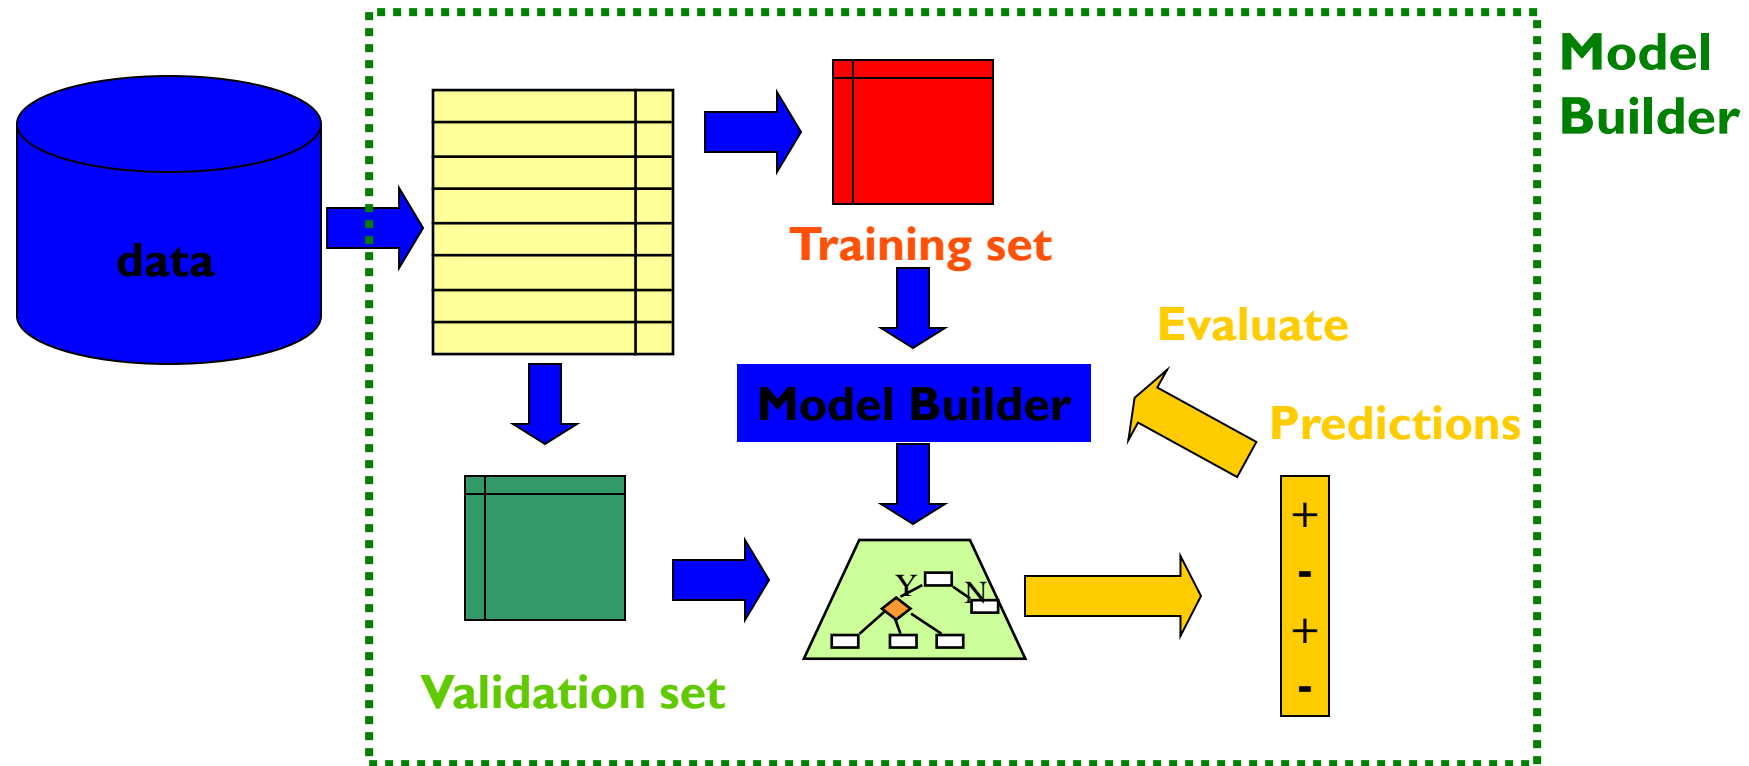 Model
Builder
data
Training set
Evaluate
Model Builder
Predictions
+
-
+
-
Y
N
Validation set